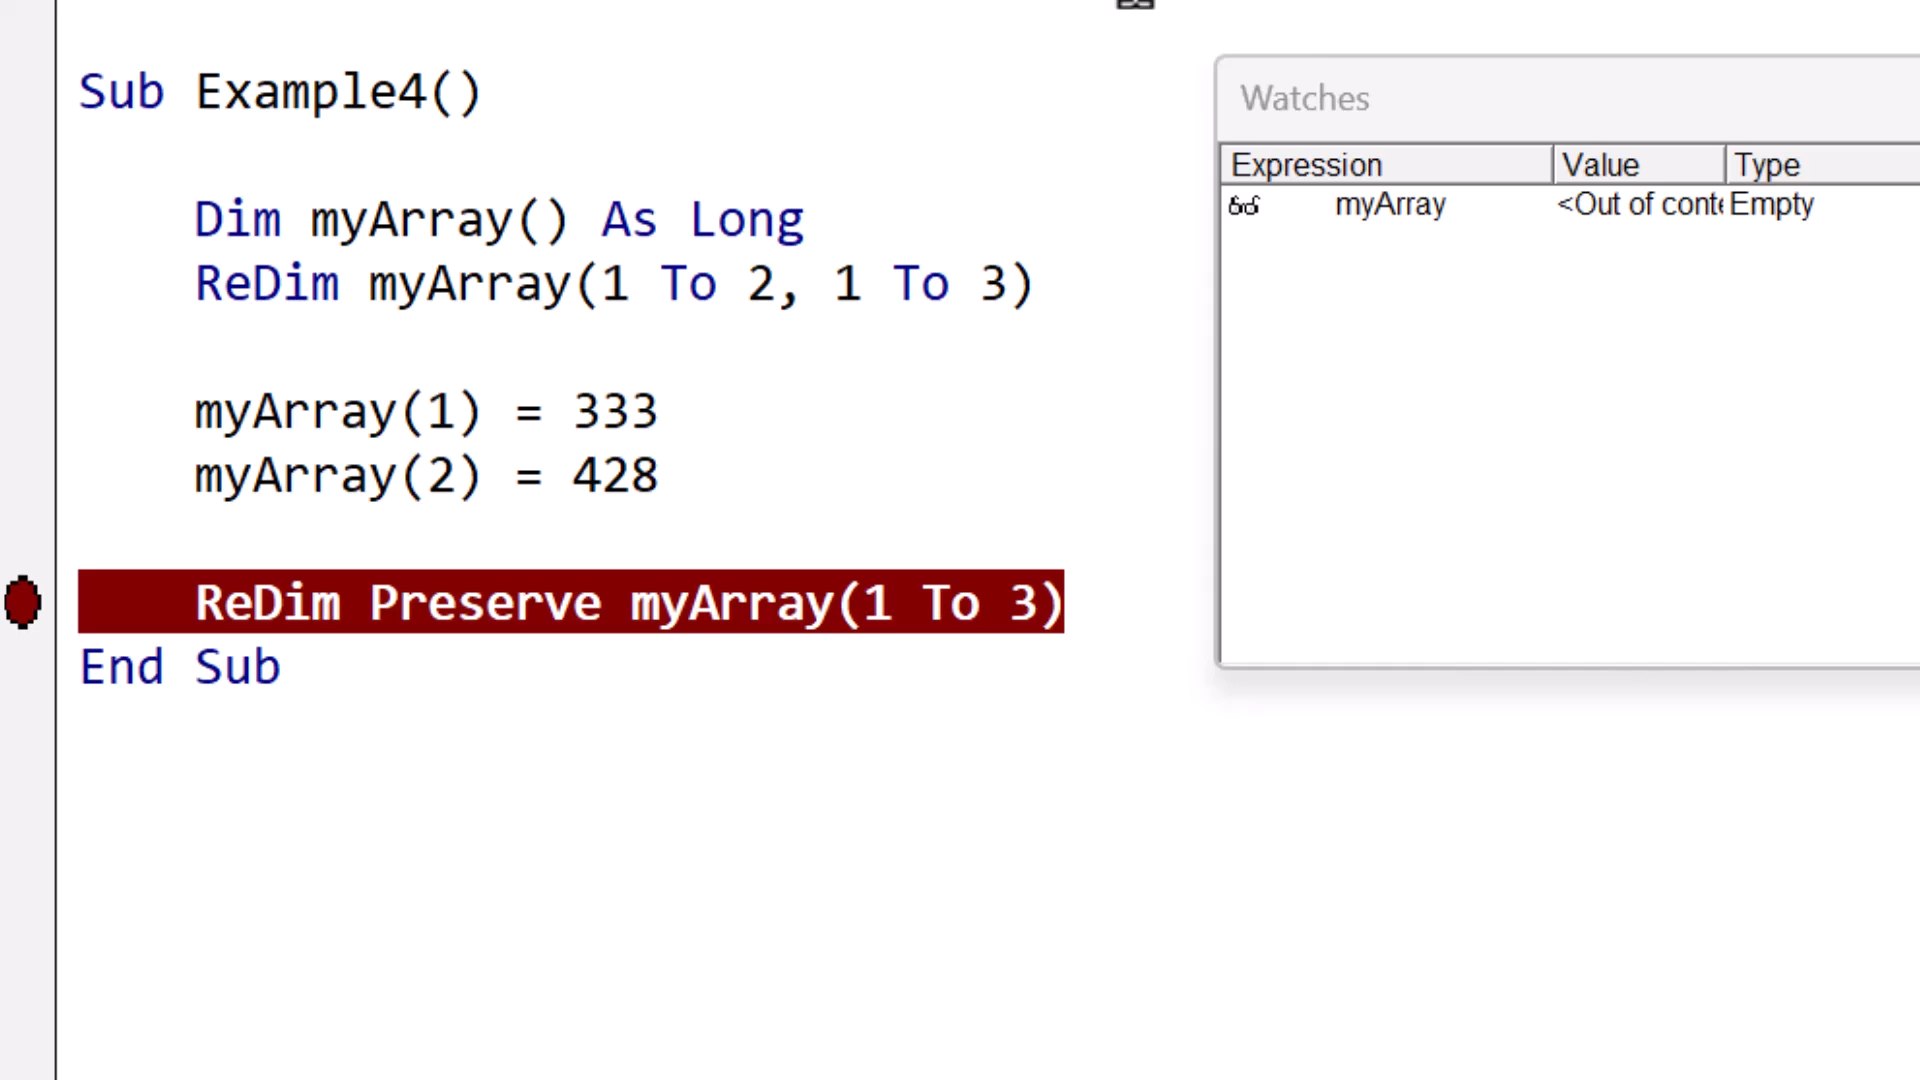 Sub Example4()
Dim myArray() As Long
ReDim myArray(1 To 2, 1 To 3)
myArray(1) = 333
myArray(2) = 428
ReDim Preserve myArray(1 To 3)
End Sub
Watches
Expression Value Type
myArray <Out of conte Empty